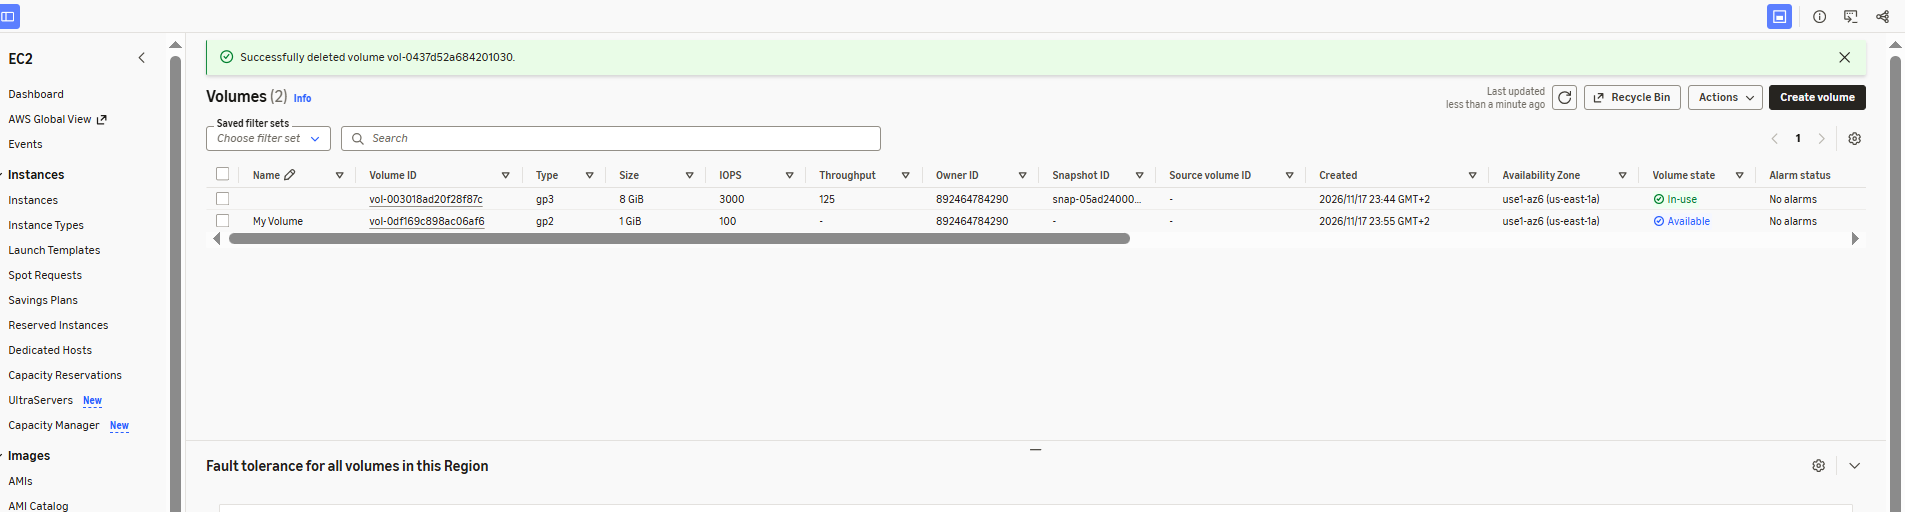 EC2
Dashboard
AWS Global View
Events
Instances
Instances
Instance Types
Launch Templates
Spot Requests
Savings Plans
Reserved Instances
Dedicated Hosts
Capacity Reservations
UltraServers New
Capacity Manager New
Images
AMIs
AMI Catalog
Successfully deleted volume vol-0437d52a684201030.
Volumes (2) Info
Last updated
less than a minute ago
Recycle Bin
Actions
Create volume
Saved filter sets
Choose filter set
Search
1
Name Volume ID Type Size IOPS Throughput Owner ID Snapshot ID Source volume ID Created Availability Zone Volume state Alarm status
vol-003018ad20f28f87c gp3 8 GiB 3000 125 892464784290 snap-05ad24000... - 2026/11/17 23:44 GMT+2 use1-az6 (us-east-1a) In-use No alarms
My Volume vol-0df169c898ac06af6 gp2 1 GiB 100 - 892464784290 - - 2026/11/17 23:55 GMT+2 use1-az6 (us-east-1a) Available No alarms
Fault tolerance for all volumes in this Region